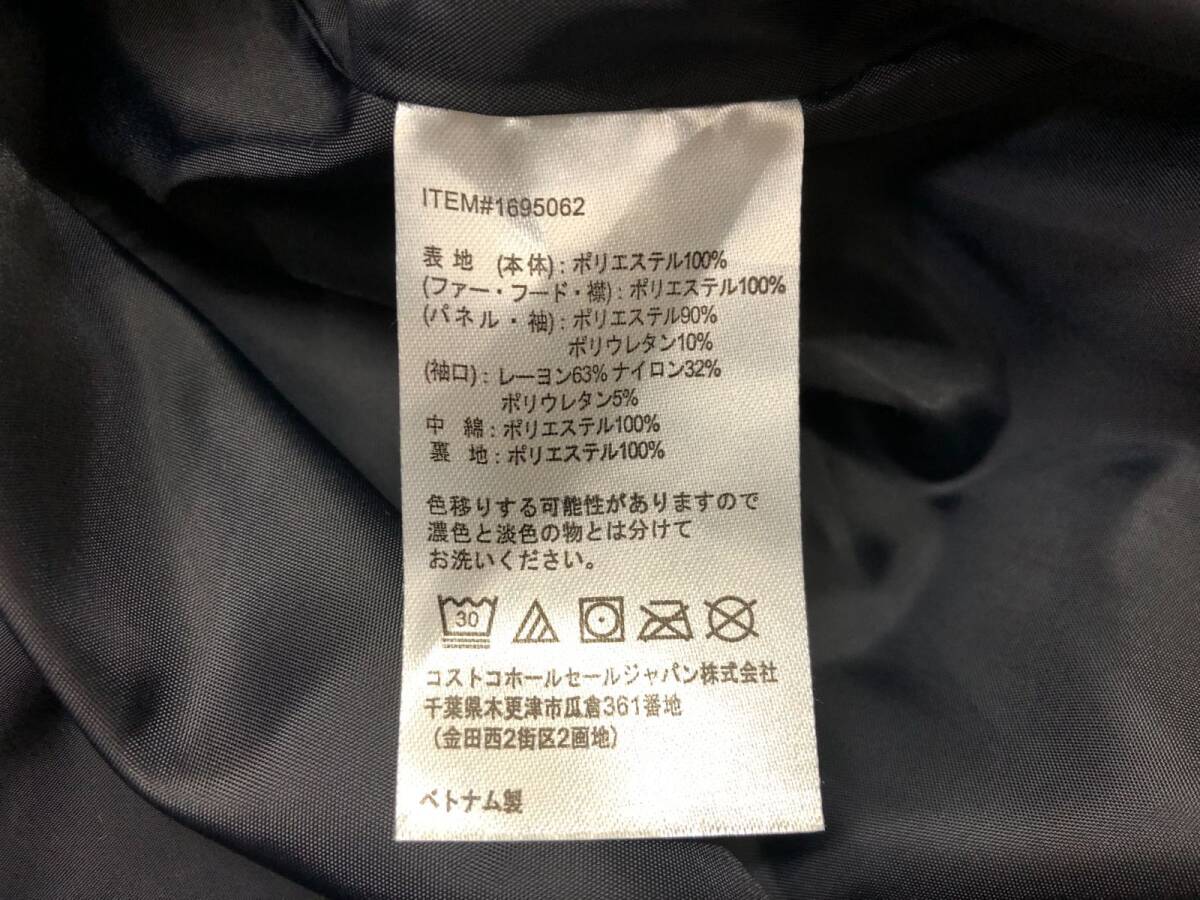 ITEM#1695062
表地 (本体) : ポリエステル100%
(ファー・フード・襟) : ポリエステル100%
(パネル・袖) : ポリエステル90%
ポリウレタン10%
(袖口) : レーヨン63% ナイロン32%
ポリウレタン5%
中 綿 : ポリエステル100%
裏 地 : ポリエステル100%
色移りする可能性がありますので
濃色と淡色の物とは分けて
お洗いください。
30
コストコホールセールジャパン株式会社
千葉県木更津市瓜倉361番地
(金田西2街区2画地)
ベトナム製